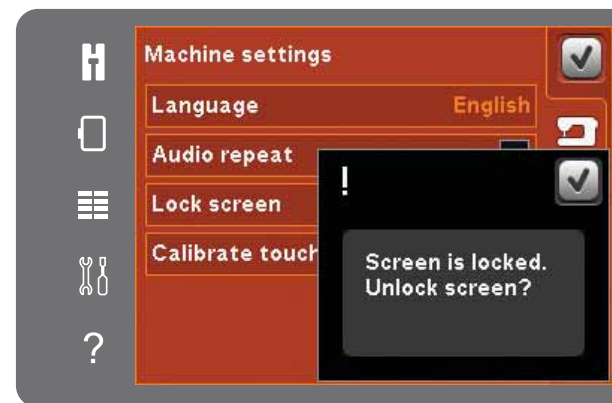 Machine settings
Language English
Audio repeat
Lock screen
Calibrate touch
!
Screen is locked.
Unlock screen?
?